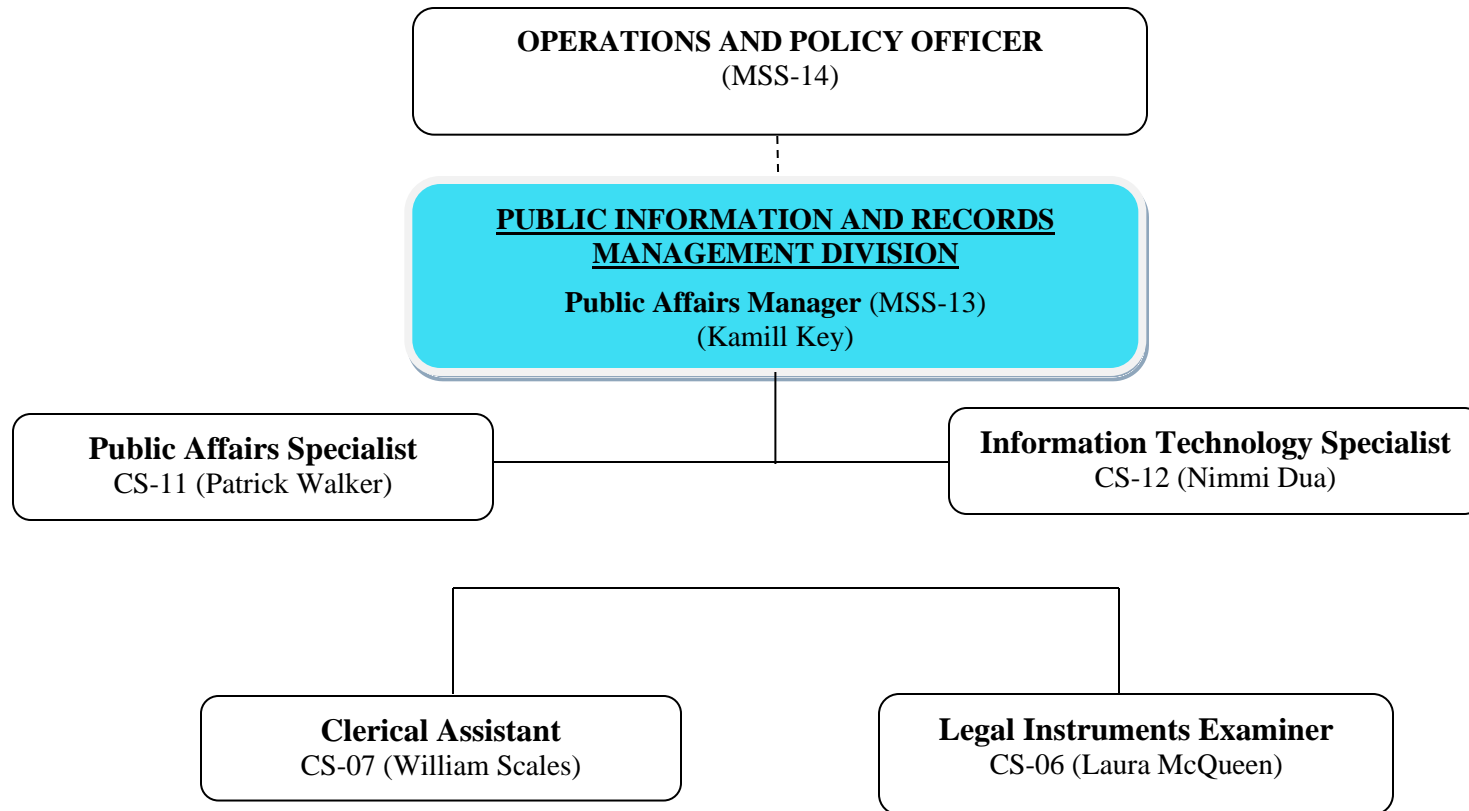 OPERATIONS AND POLICY OFFICER
(MSS-14)
PUBLIC INFORMATION AND RECORDS
MANAGEMENT DIVISION
Public Affairs Manager (MSS-13)
(Kamill Key)
Public Affairs Specialist
CS-11 (Patrick Walker)
Information Technology Specialist
CS-12 (Nimmi Dua)
Clerical Assistant
CS-07 (William Scales)
Legal Instruments Examiner
CS-06 (Laura McQueen)